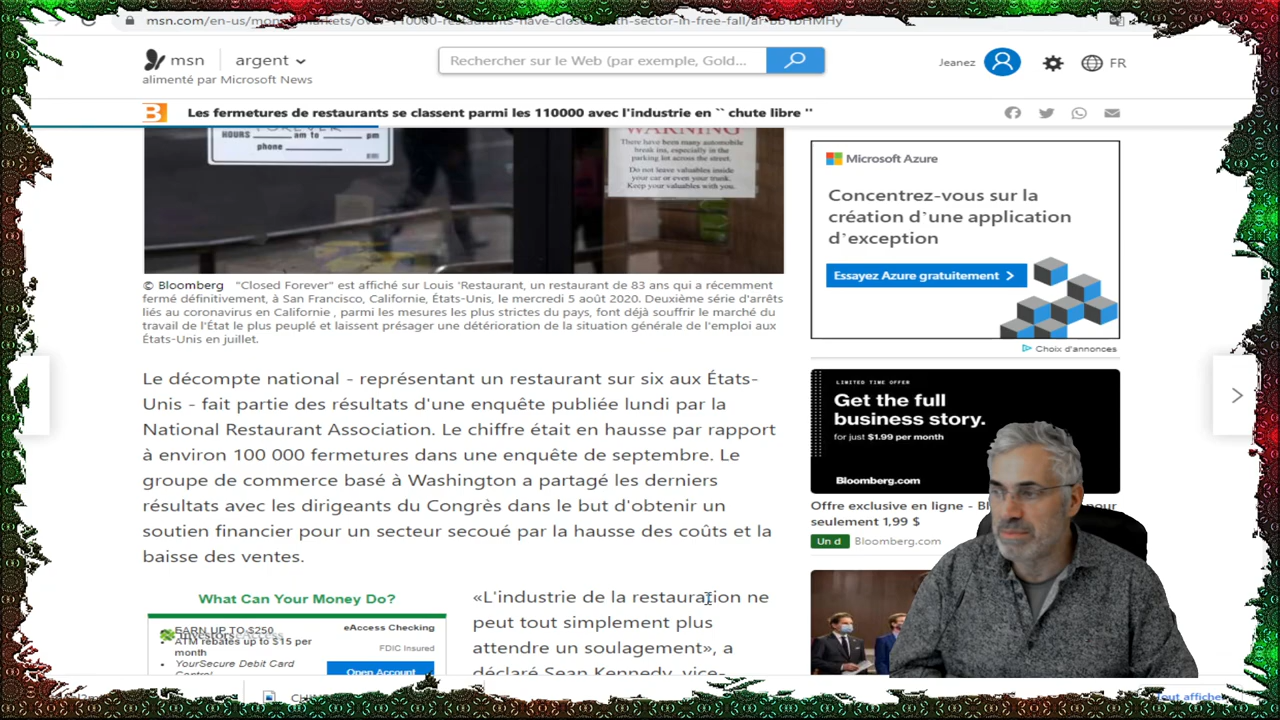 msn.com/en-us/mon
markets/over-110000-restaurants-have-close
th-sector-in-free-fall/ar-BB1bHMHy
msn argent
alimenté par Microsoft News
Rechercher sur le Web (par exemple, Gold...
Jeanez
FR
B Les fermetures de restaurants se classent parmi les 110000 avec l'industrie en `` chute libre ''
HOURS am to pm
phone
WARNING
There have been many automobile
break ins, especially in the
parking lot across the street.
Do not leave valuables inside
your car or even your trunk.
Keep your valuables with you.
© Bloomberg "Closed Forever" est affiché sur Louis 'Restaurant, un restaurant de 83 ans qui a récemment
fermé définitivement, à San Francisco, Californie, États-Unis, le mercredi 5 août 2020. Deuxième série d'arrêts
liés au coronavirus en Californie , parmi les mesures les plus strictes du pays, font déjà souffrir le marché du
travail de l'État le plus peuplé et laissent présager une détérioration de la situation générale de l'emploi aux
États-Unis en juillet.
Le décompte national - représentant un restaurant sur six aux États-
Unis - fait partie des résultats d'une enquête publiée lundi par la
National Restaurant Association. Le chiffre était en hausse par rapport
à environ 100 000 fermetures dans une enquête de septembre. Le
groupe de commerce basé à Washington a partagé les derniers
résultats avec les dirigeants du Congrès dans le but d'obtenir un
soutien financier pour un secteur secoué par la hausse des coûts et la
baisse des ventes.
What Can Your Money Do?
EARN UP TO $250
ATM rebates up to $15 per
month
YourSecure Debit Card
eAccess Checking
FDIC Insured
Open Account
«L'industrie de la restauration ne
peut tout simplement plus
attendre un soulagement», a
déclaré Sean Kennedy, vice-
Microsoft Azure
Concentrez-vous sur la
création d'une application
d'exception
Essayez Azure gratuitement
Choix d'annonces
LIMITED TIME OFFER
Get the full
business story.
for just $1.99 per month
Bloomberg.com
Offre exclusive en ligne - Bl
pour
seulement 1,99 $
Un d Bloomberg.com
Tout afficher